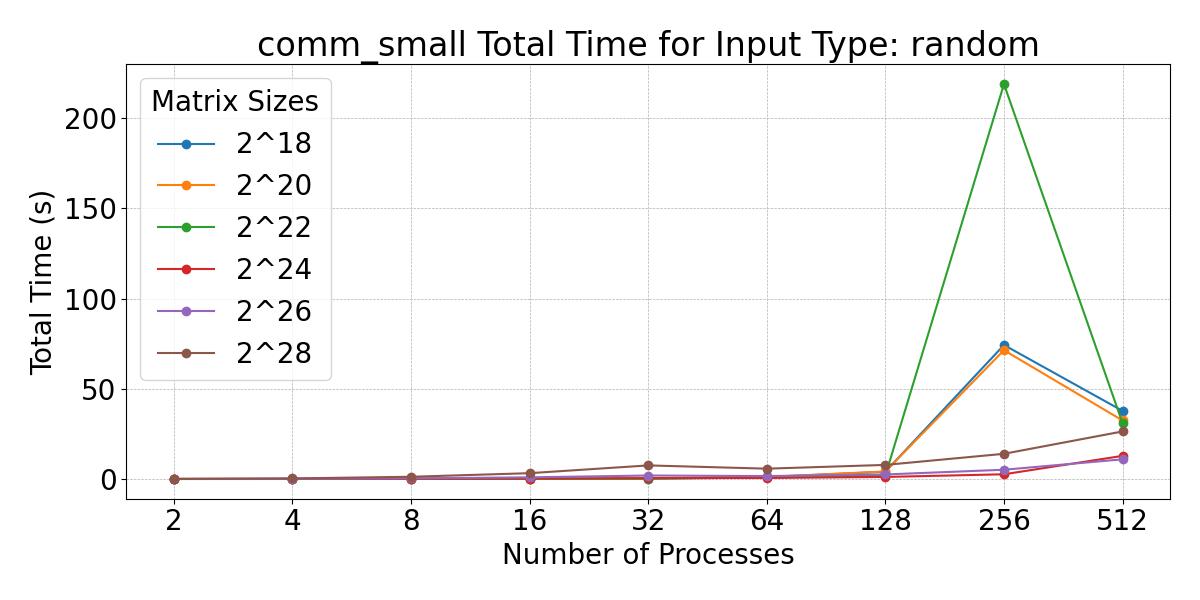 comm_small Total Time for Input Type: random
Matrix Sizes
2^18
2^20
2^22
2^24
2^26
2^28
Total Time (s)
200
150
100
50
0
2 4 8 16 32 64 128 256 512
Number of Processes